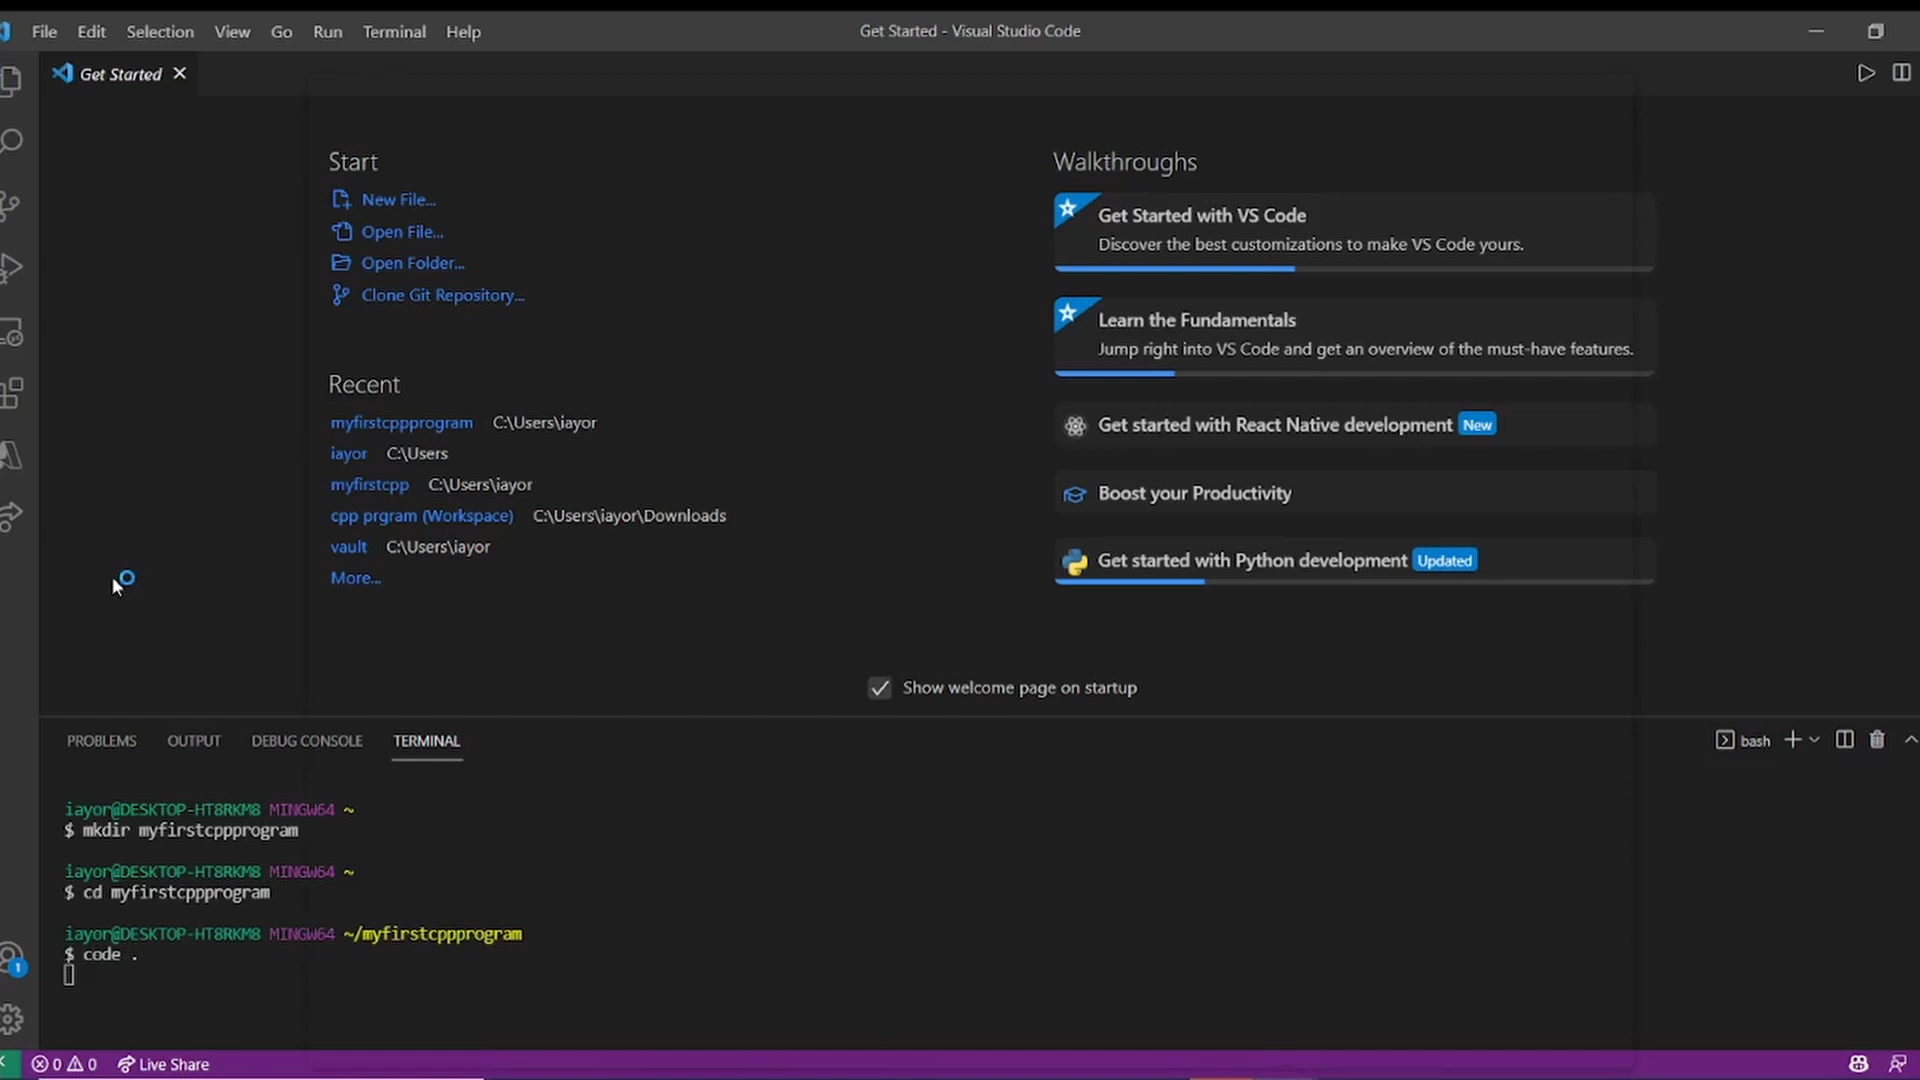 File Edit Selection View Go Run Terminal Help
Get Started - Visual Studio Code
Get Started
Start
New File...
Open File...
Open Folder...
Clone Git Repository...
Recent
myfirstcppprogram C:\Users\iayor
iayor C:\Users
myfirstcpp C:\Users\iayor
cpp prgram (Workspace) C:\Users\iayor\Downloads
vault C:\Users\iayor
More...
Walkthroughs
Get Started with VS Code
Discover the best customizations to make VS Code yours.
Learn the Fundamentals
Jump right into VS Code and get an overview of the must-have features.
Get started with React Native development New
Boost your Productivity
Get started with Python development Updated
Show welcome page on startup
PROBLEMS OUTPUT DEBUG CONSOLE TERMINAL
bash
iayor@DESKTOP-HT8RKM8 MINGW64 ~
$ mkdir myfirstcppprogram
iayor@DESKTOP-HT8RKM8 MINGW64 ~
$ cd myfirstcppprogram
iayor@DESKTOP-HT8RKM8 MINGW64 ~/myfirstcppprogram
$ code .
1
0 0 Live Share